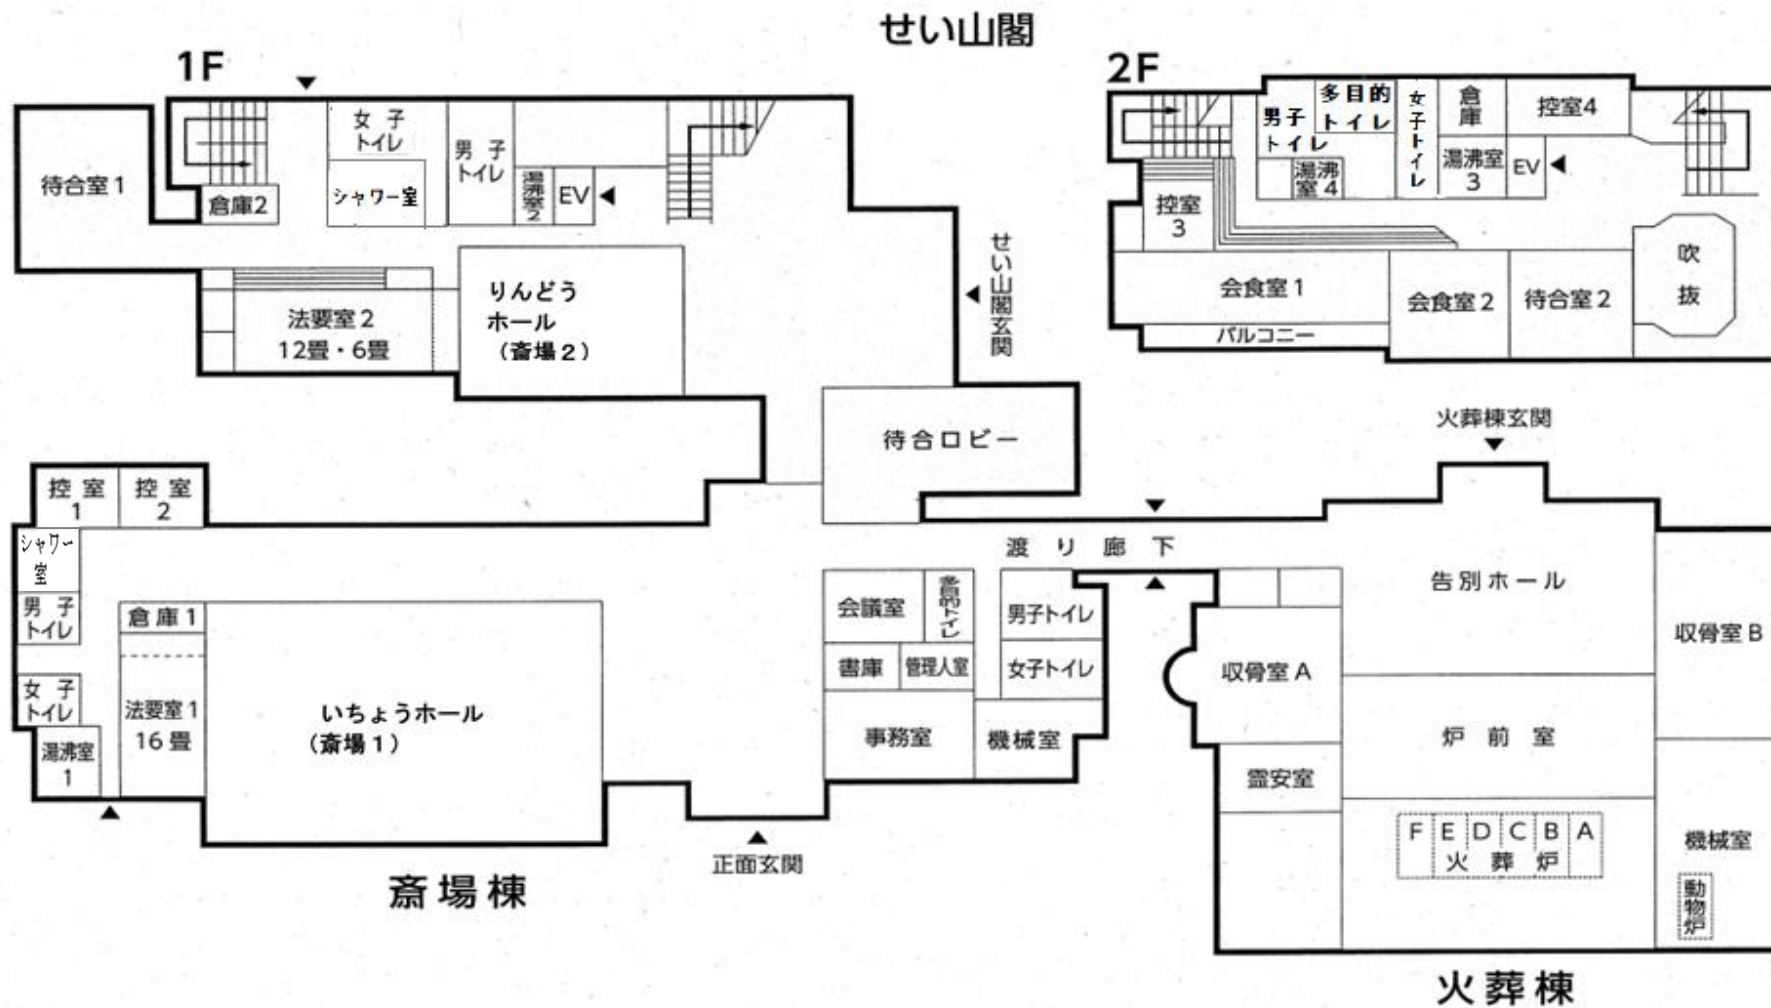 せい山閣
1F
待合室1
倉庫2
女子
トイレ
シャワー室
男子
トイレ
湯沸室2
EV
法要室2
12畳・6畳
りんどう
ホール
(斎場2)
せい山閣玄関
待合ロビー
2F
男子
トイレ
多目的
トイレ
女子トイレ
倉庫
控室4
湯沸室4
湯沸室3
EV
控室
3
会食室1
バルコニー
会食室2
待合室2
吹抜
控室
1
控室
2
シャワー
室
男子
トイレ
女子
トイレ
湯沸室
1
倉庫1
法要室1
16畳
いちょうホール
(斎場1)
正面玄関
斎場棟
渡り廊下
会議室
多目的トイレ
男子トイレ
書庫
管理人室
女子トイレ
事務室
機械室
火葬棟玄関
告別ホール
収骨室A
収骨室B
炉前室
霊安室
F E D C B A
火葬炉
機械室
動物炉
火葬棟